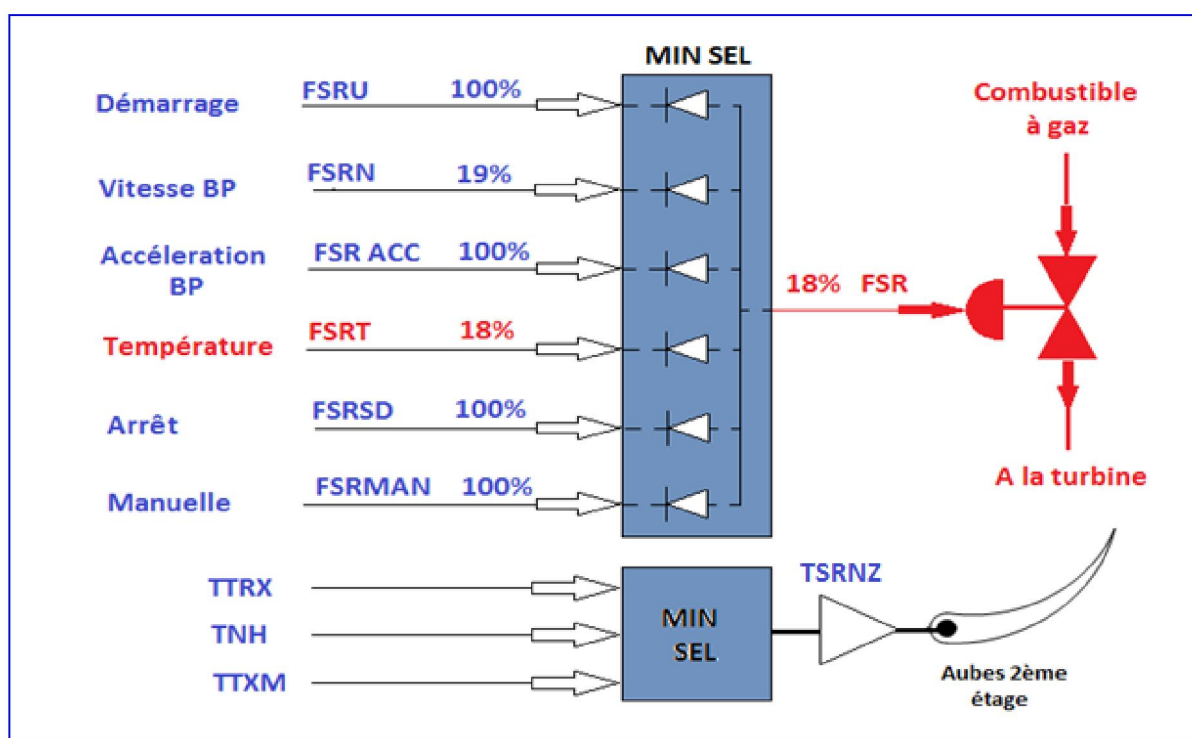 MIN SEL
Démarrage FSRU 100%
Vitesse BP FSRN 19%
Accéleration
BP
FSR ACC 100%
Température FSRT 18%
Arrêt FSRSD 100%
Manuelle FSRMAN 100%
18% FSR
Combustible
à gaz
A la turbine
TTRX
TNH
TTXM
MIN
SEL
TSRNZ
Aubes 2ème
étage